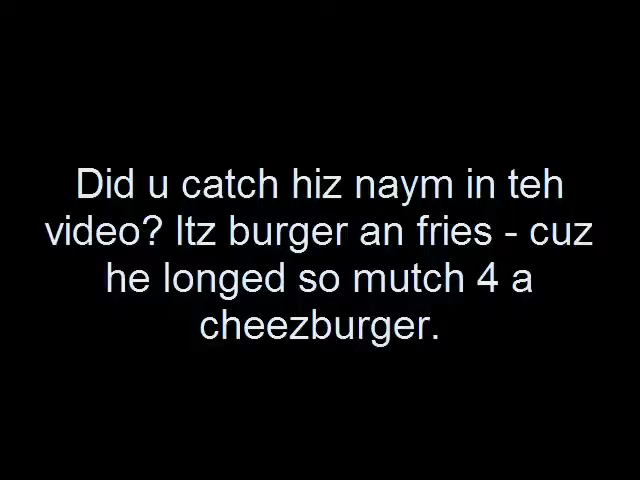 Did u catch hiz naym in teh
video? Itz burger an fries - cuz
he longed so mutch 4 a
cheezburger.